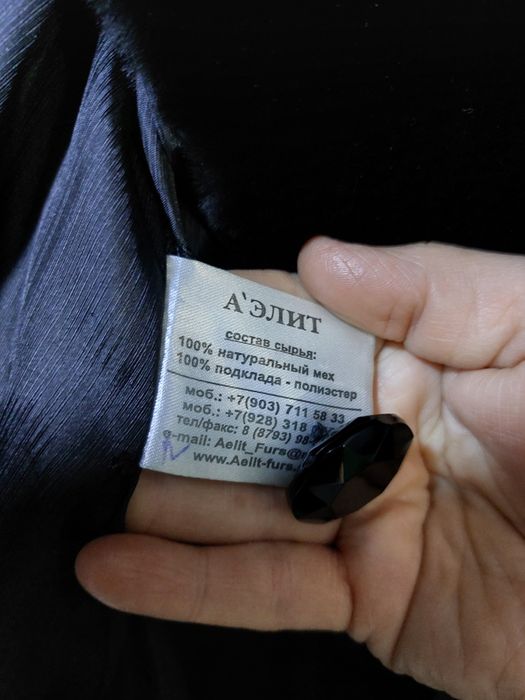 А'ЭЛИТ
состав сырья:
100% натуральный мех
100% подклада - полиэстер
моб.: +7(903) 711 58 33
моб.: +7(928) 318
тел/факс: 8 (8793) 98-
e-mail: Aelit_Furs@
www.Aelit-furs.